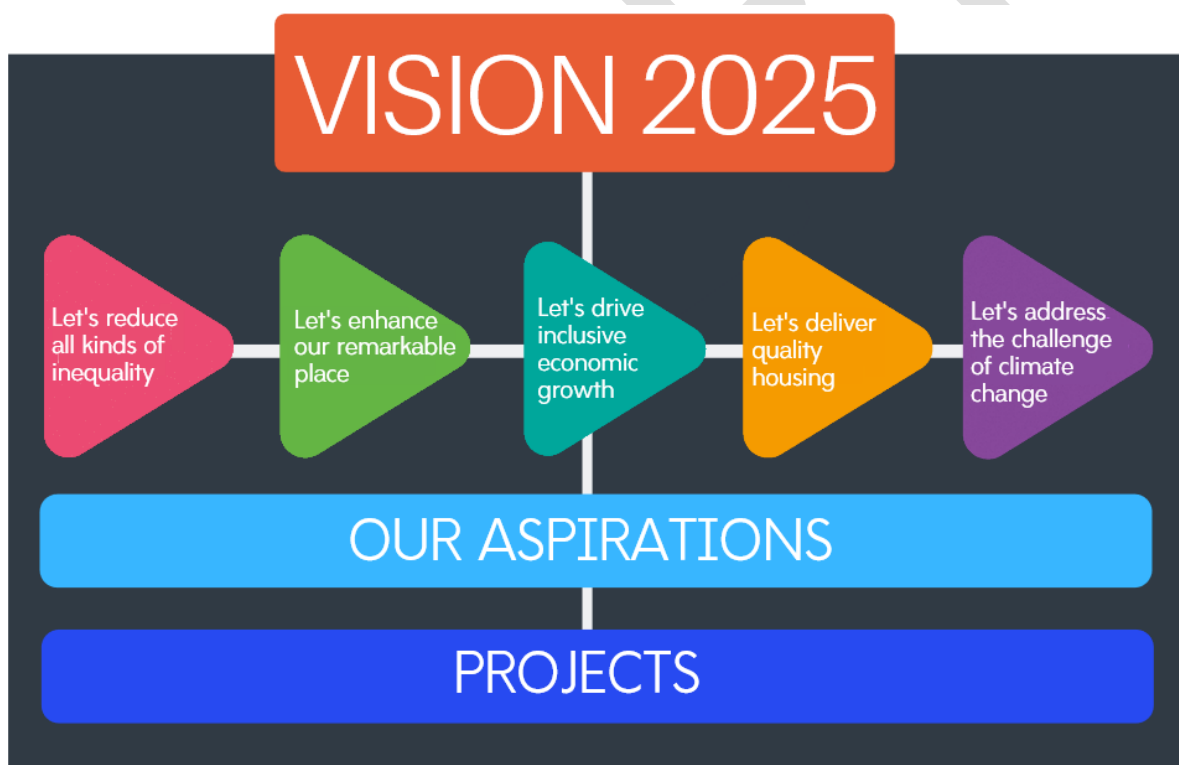 VISION 2025
Let's reduce
all kinds of
inequality
Let's enhance
our remarkable
place
Let's drive
inclusive
economic
growth
Let's deliver
quality
housing
Let's address
the challenge
of climate
change
OUR ASPIRATIONS
PROJECTS